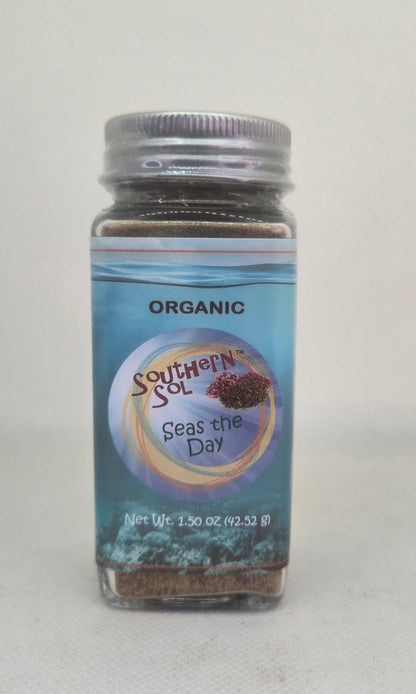 ORGANIC
SOUTHERN™
SOL
Seas the
Day
Net Wt. 1.50 OZ (42.52 g)